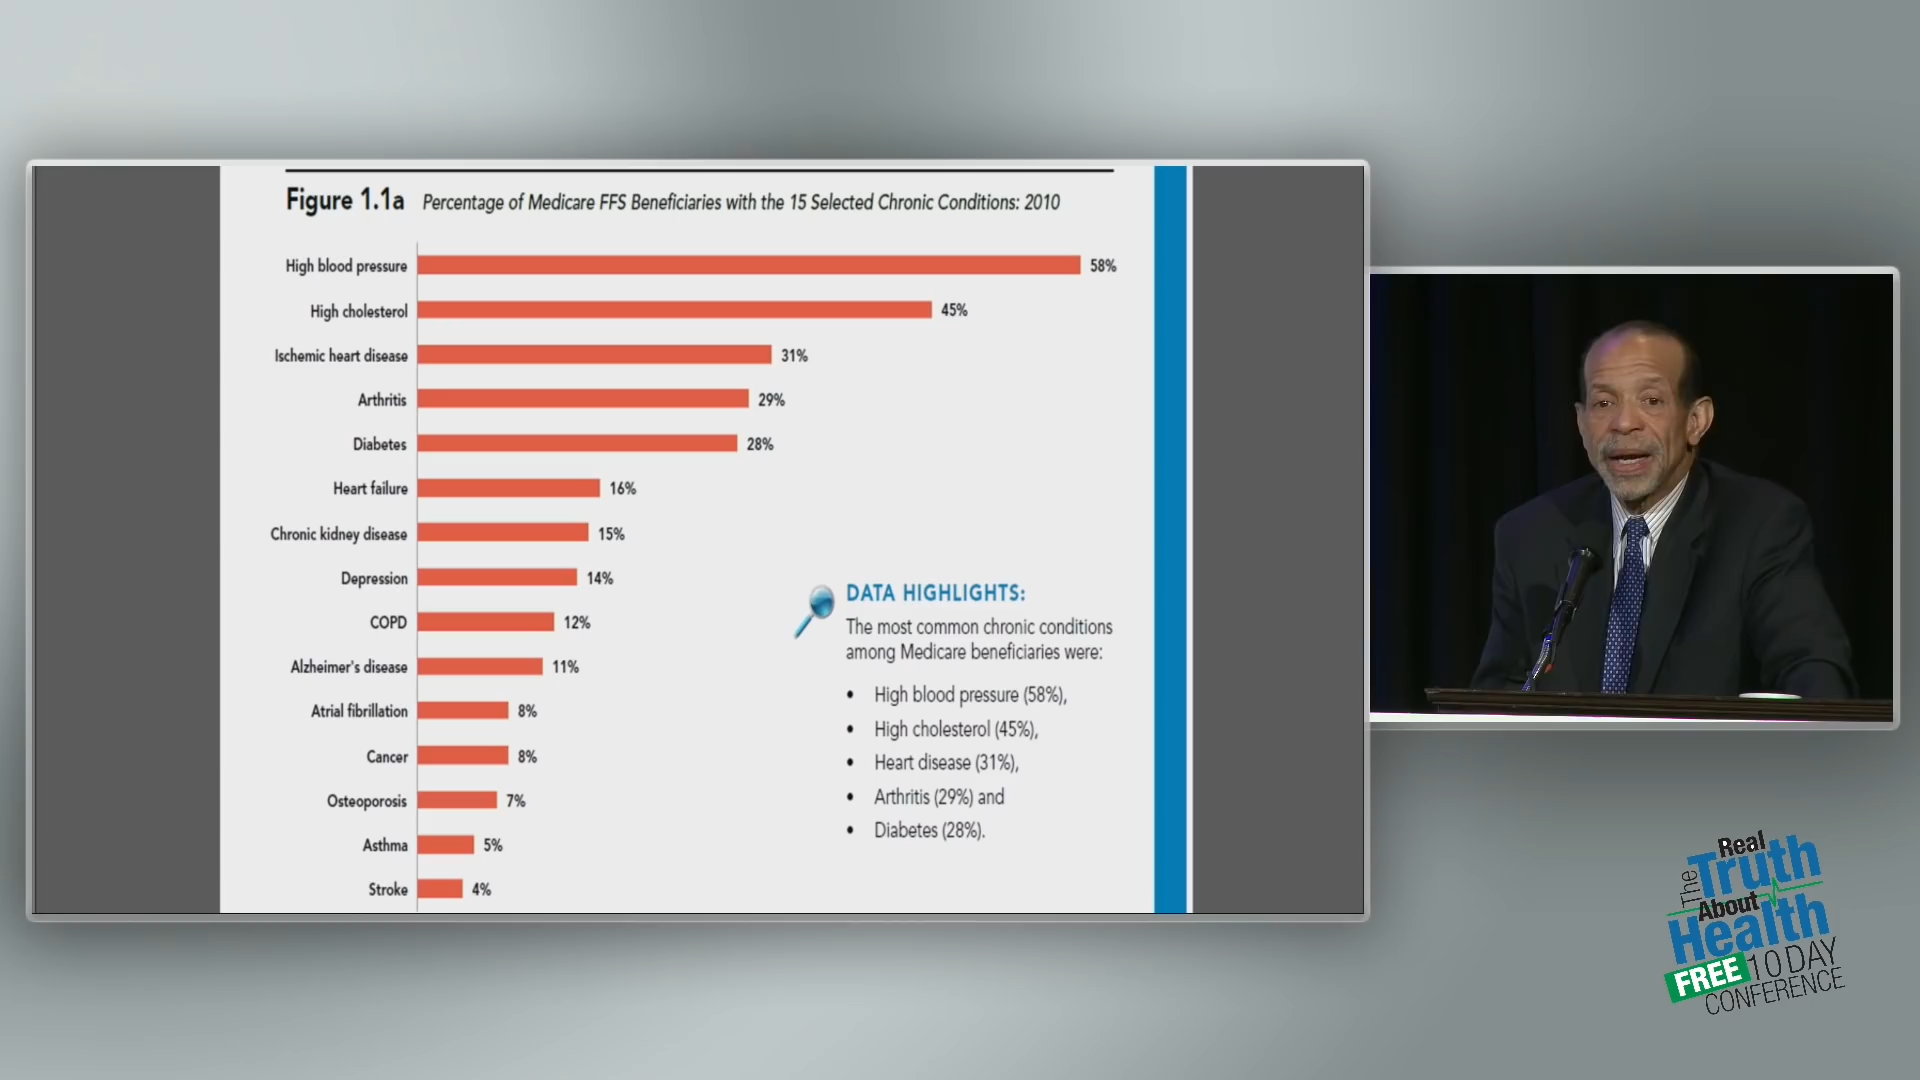 Figure 1.1a Percentage of Medicare FFS Beneficiaries with the 15 Selected Chronic Conditions: 2010
High blood pressure 58%
High cholesterol 45%
Ischemic heart disease 31%
Arthritis 29%
Diabetes 28%
Heart failure 16%
Chronic kidney disease 15%
Depression 14%
COPD 12%
Alzheimer's disease 11%
Atrial fibrillation 8%
Cancer 8%
Osteoporosis 7%
Asthma 5%
Stroke 4%
DATA HIGHLIGHTS:
The most common chronic conditions
among Medicare beneficiaries were:
• High blood pressure (58%),
• High cholesterol (45%),
• Heart disease (31%),
• Arthritis (29%) and
• Diabetes (28%).
The Real
Truth
About
Health
FREE 10 DAY
CONFERENCE